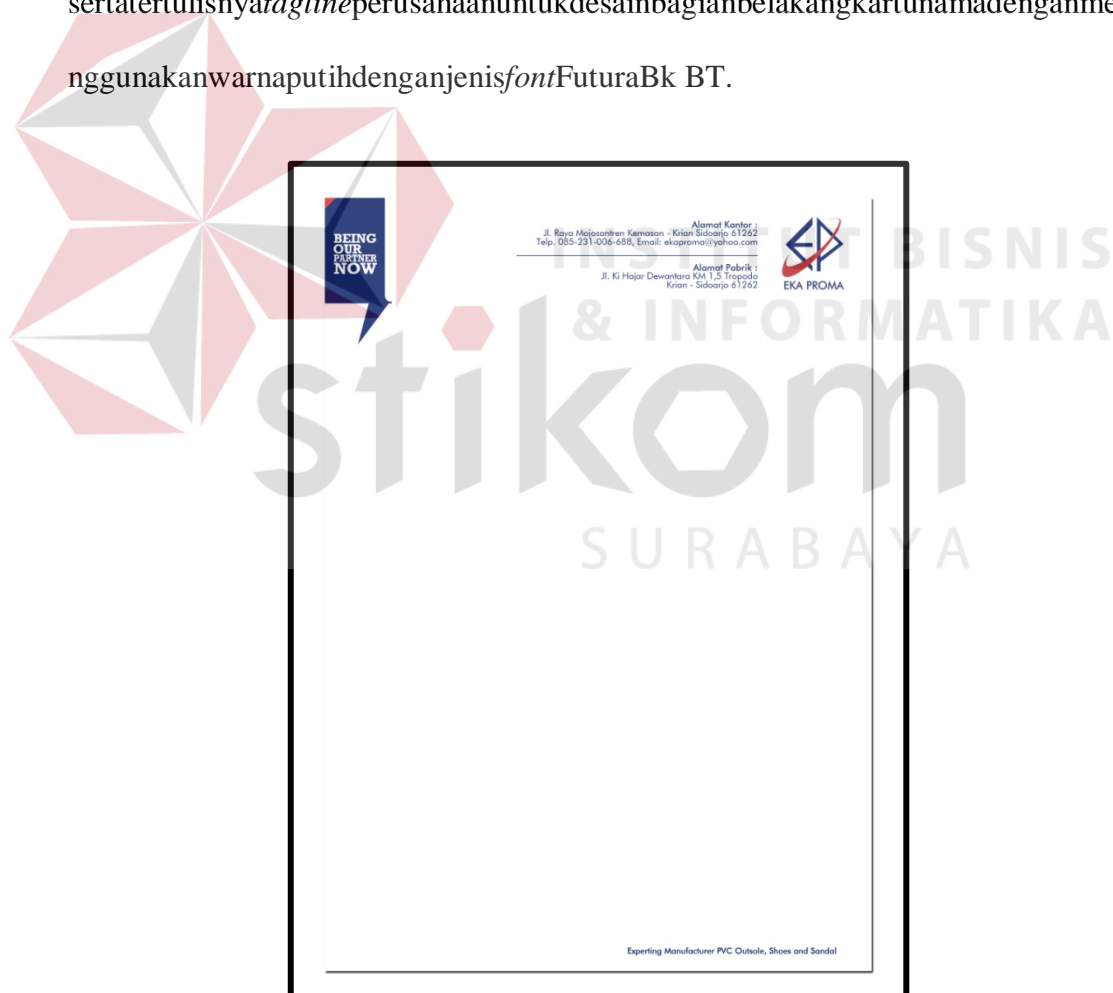 sertatertulisnyataglineperusahaanuntukdesainbagianbelakangkartunamadenganme
nggunakanwarnaputihdenganjenisfontFuturaBk BT.
BEING
OUR
PARTNER
NOW
Alamat Kantor :
Jl. Raya Mojosantren Kemasan - Krian Sidoarjo 61262
Telp. 085-231-006-688, Email: ekaproma@yahoo.com
Alamat Pabrik :
Jl. Ki Hajar Dewantara KM 1,5 Tropodo
Krian - Sidoarjo 61262
EP
EKA PROMA
INSTITUT BISNIS
& INFORMATIKA
stikom
SURABAYA
Experting Manufacturer PVC Outsole, Shoes and Sandal